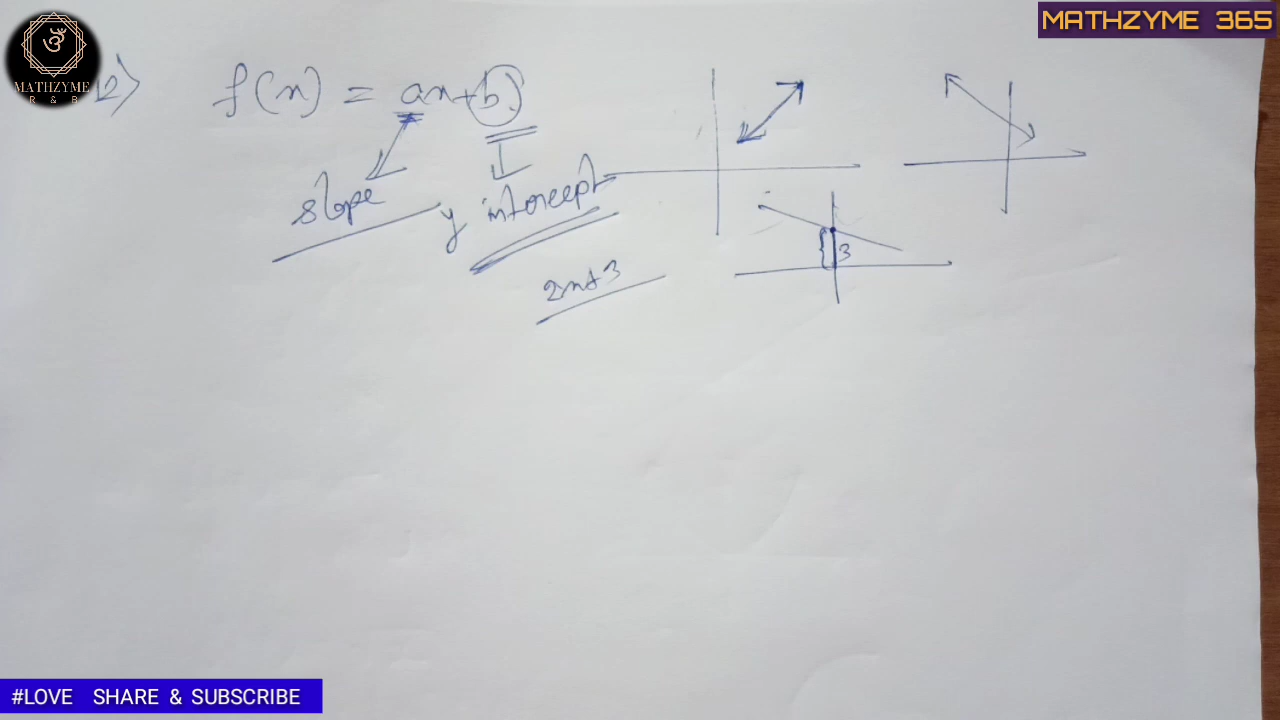 MATHZYME 365
ॐ
MATHZYME
R & B
2) f(x) = ax+b
slope
y intercept
3
2x+3
#LOVE SHARE & SUBSCRIBE